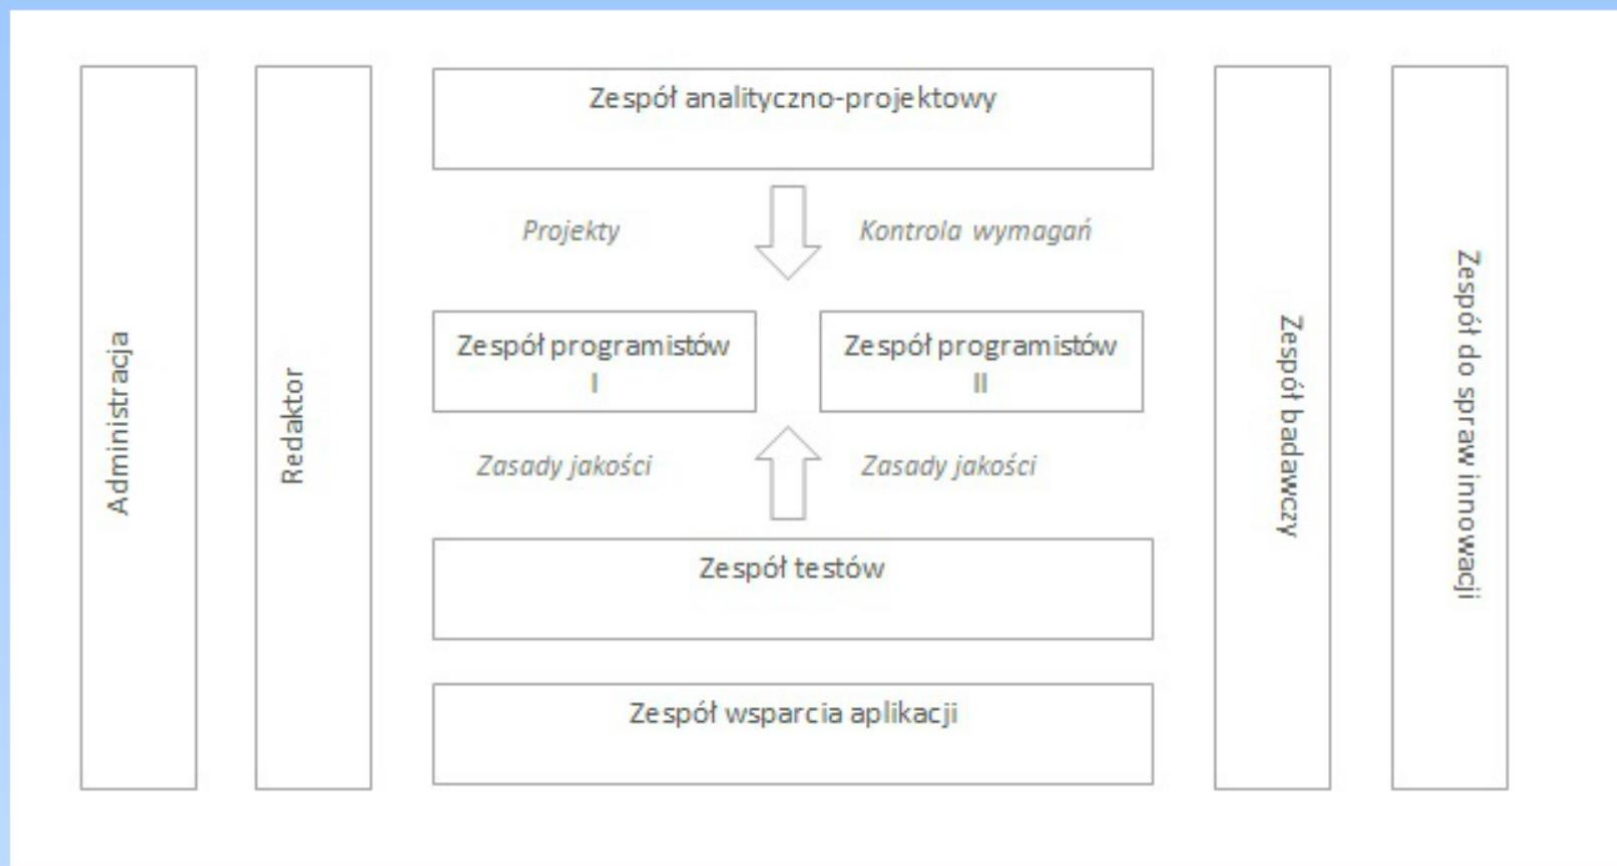 Administracja
Redaktor
Zespół analityczno-projektowy
Projekty
Kontrola wymagań
Zespół programistów
I
Zespół programistów
II
Zasady jakości
Zasady jakości
Zespół testów
Zespół wsparcia aplikacji
Zespół badawczy
Zespół do spraw innowacji